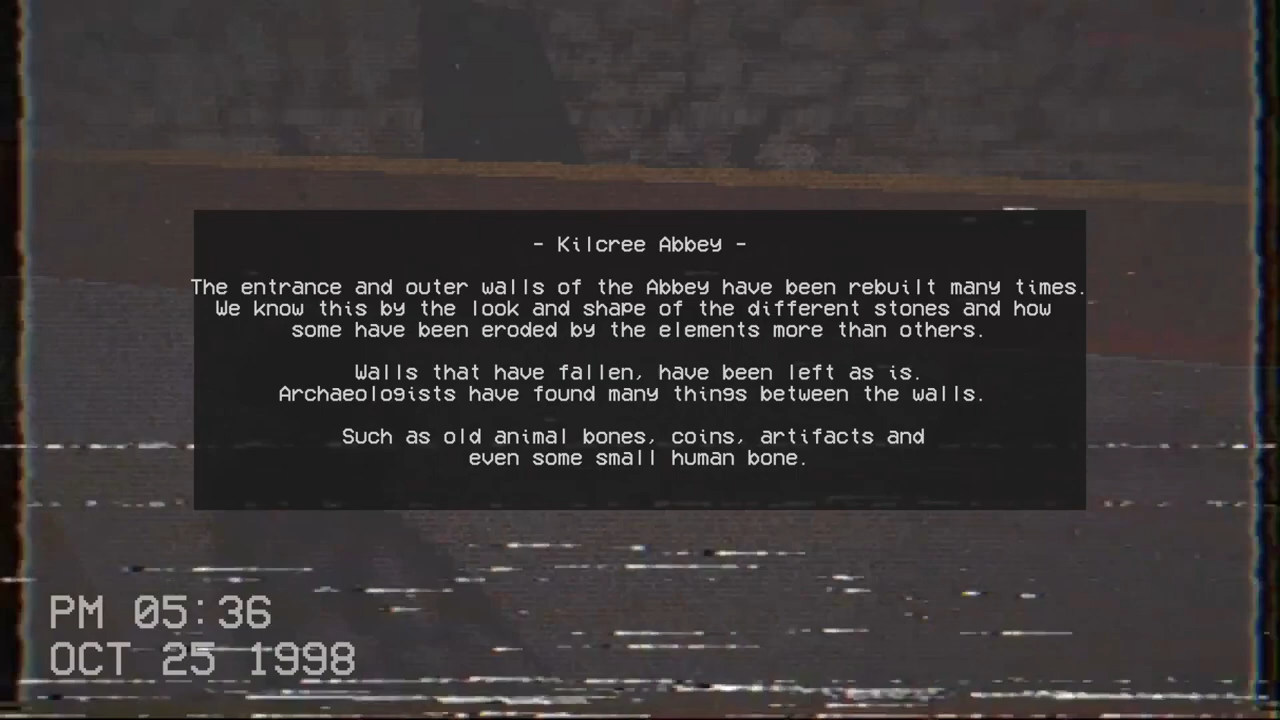 - Kilcree Abbey -
The entrance and outer walls of the Abbey have been rebuilt many times.
We know this by the look and shape of the different stones and how
some have been eroded by the elements more than others.
Walls that have fallen, have been left as is.
Archaeologists have found many things between the walls.
Such as old animal bones, coins, artifacts and
even some small human bone.
PM 05:36
OCT 25 1998